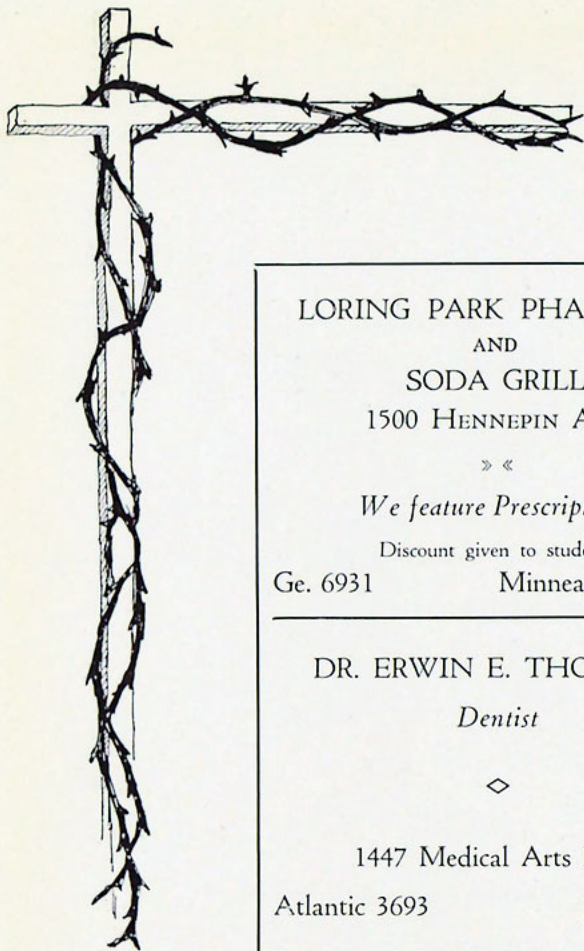 LORING PARK PHA
AND
SODA GRILL
1500 HENNEPIN A
» «
We feature Prescrip
Discount given to stude
Ge. 6931 Minnea
DR. ERWIN E. THO
Dentist
1447 Medical Arts
Atlantic 3693